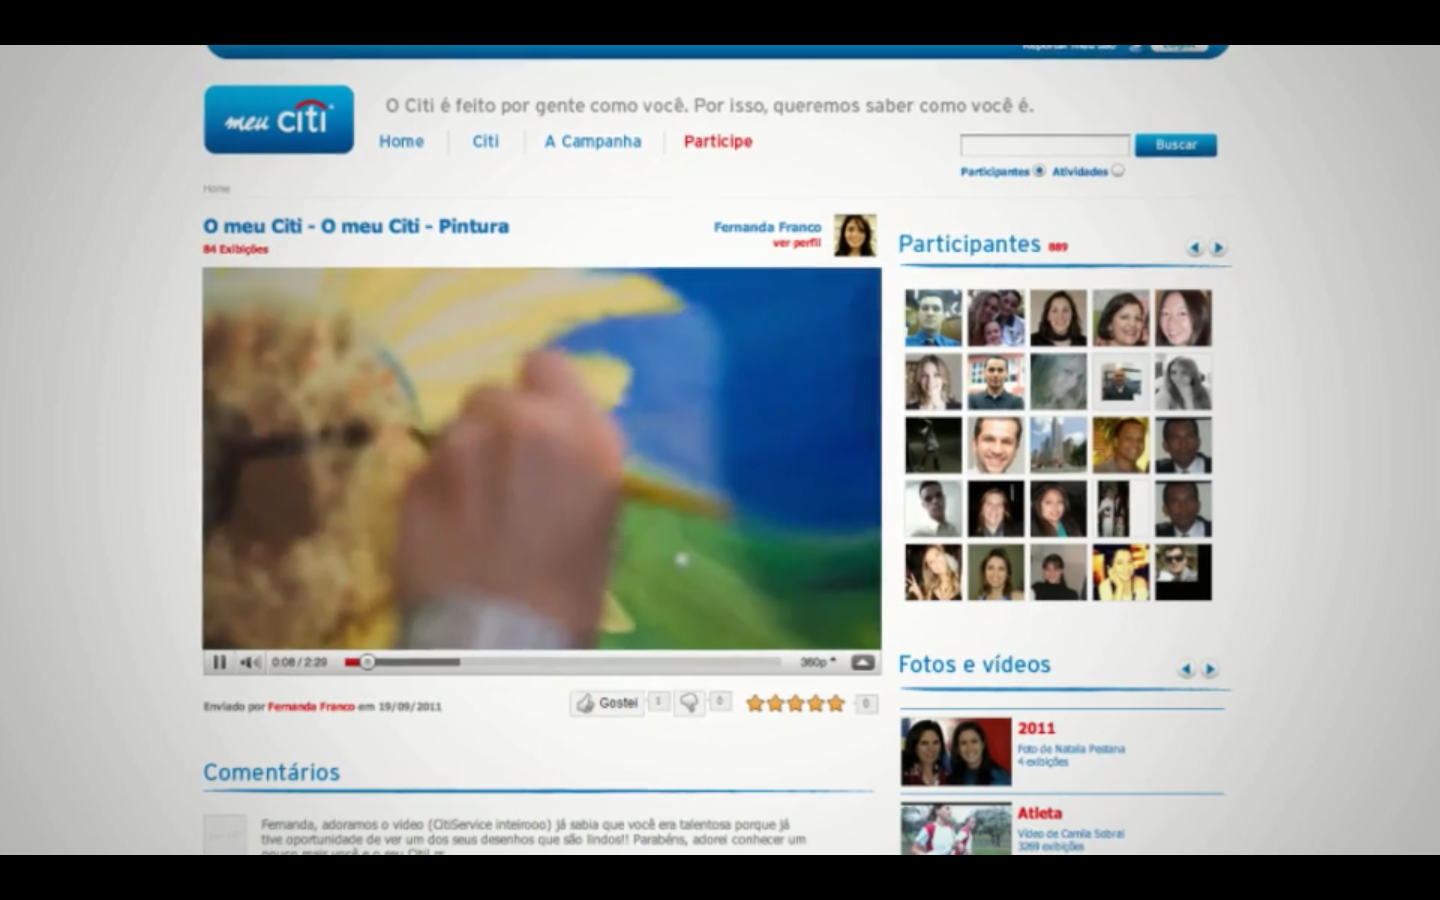 meu citi
O Citi é feito por gente como você. Por isso, queremos saber como você é.
Home
Citi
A Campanha
Participe
Buscar
Participantes
Atividades
Home
O meu Citi - O meu Citi - Pintura
84 Exibições
Fernanda Franco
ver perfil
Participantes 889
0:08 / 2:29
360p
Enviado por Fernanda Franco em 19/09/2011
Gostei
1
0
0
Fotos e vídeos
2011
Foto de Natalia Pestana
4 exibições
Atleta
Vídeo de Camila Sobral
3269 exibições
Comentários
Fernanda, adoramos o video (CitiService inteirooo) já sabia que você era talentosa porque já
tive oportunidade de ver um dos seus desenhos que são lindos!! Parabéns, adorei conhecer um